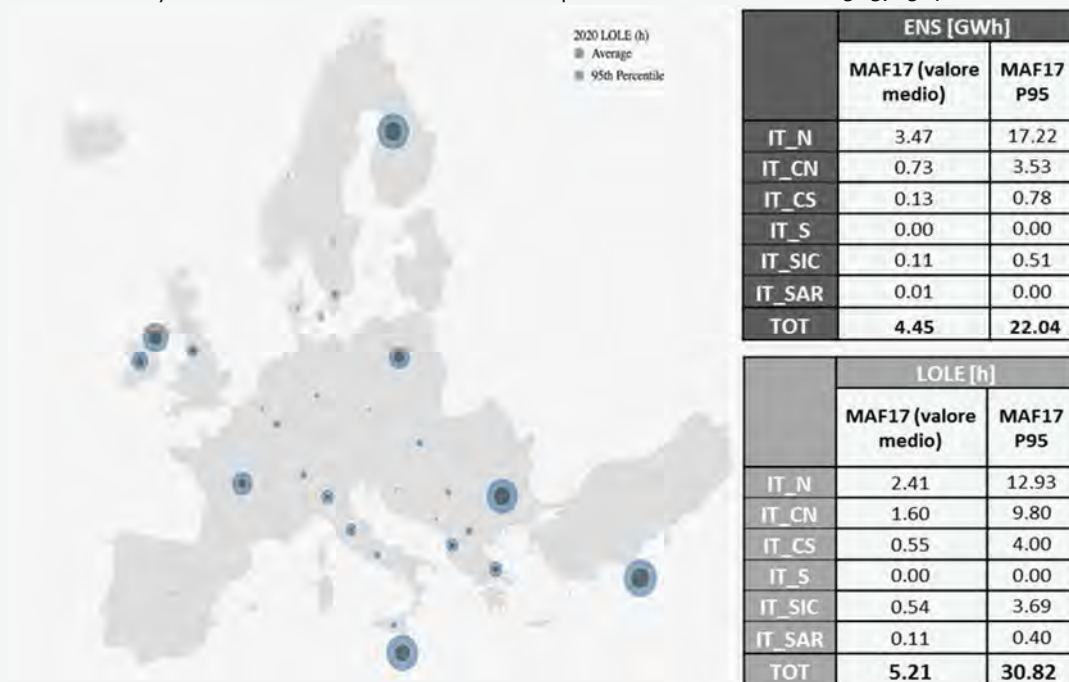 2020 LOLE (h)
Average
95th Percentile
ENS [GWh]
MAF17 (valore medio) MAF17 P95
IT_N 3.47 17.22
IT_CN 0.73 3.53
IT_CS 0.13 0.78
IT_S 0.00 0.00
IT_SIC 0.11 0.51
IT_SAR 0.01 0.00
TOT 4.45 22.04
LOLE [h]
MAF17 (valore medio) MAF17 P95
IT_N 2.41 12.93
IT_CN 1.60 9.80
IT_CS 0.55 4.00
IT_S 0.00 0.00
IT_SIC 0.54 3.69
IT_SAR 0.11 0.40
TOT 5.21 30.82